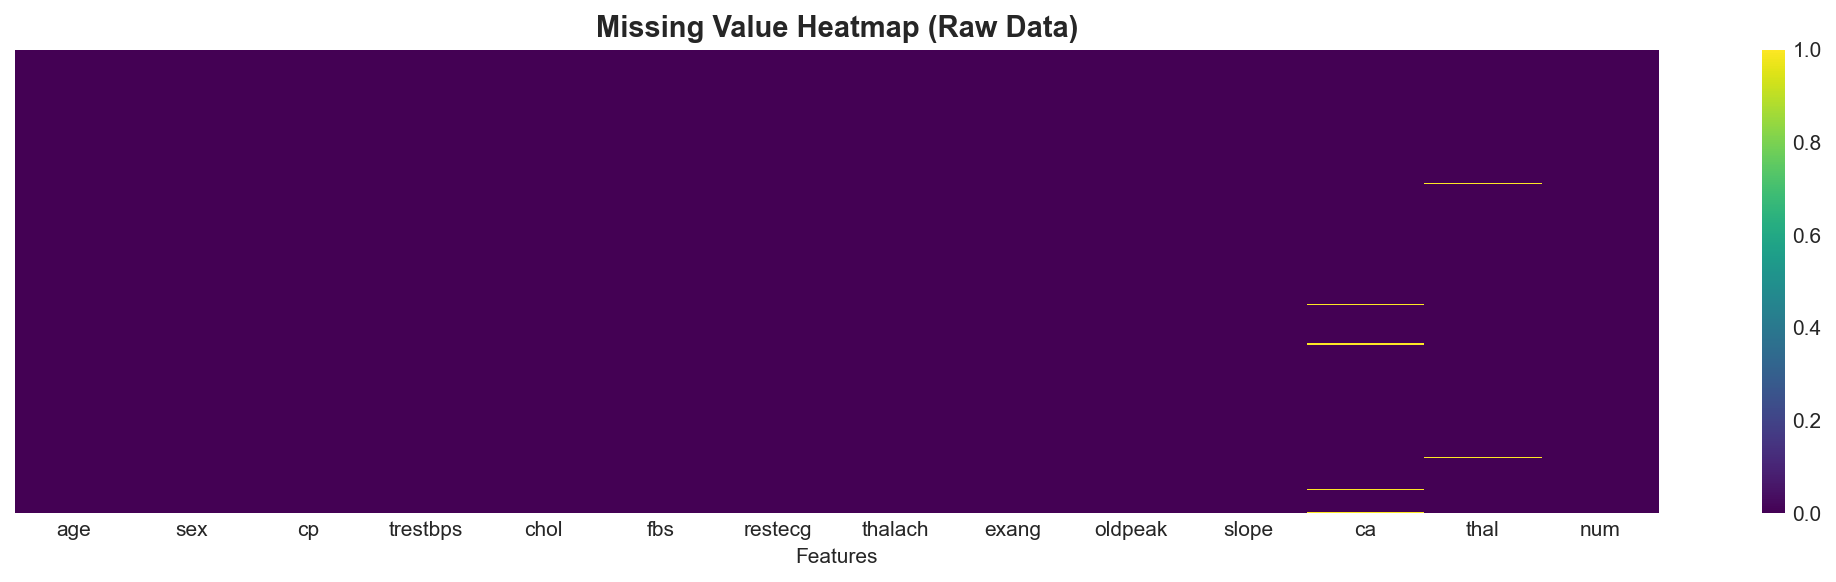 Missing Value Heatmap (Raw Data)
1.0
0.8
0.6
0.4
0.2
0.0
age sex cp trestbps chol fbs restecg thalach exang oldpeak slope ca thal num
Features